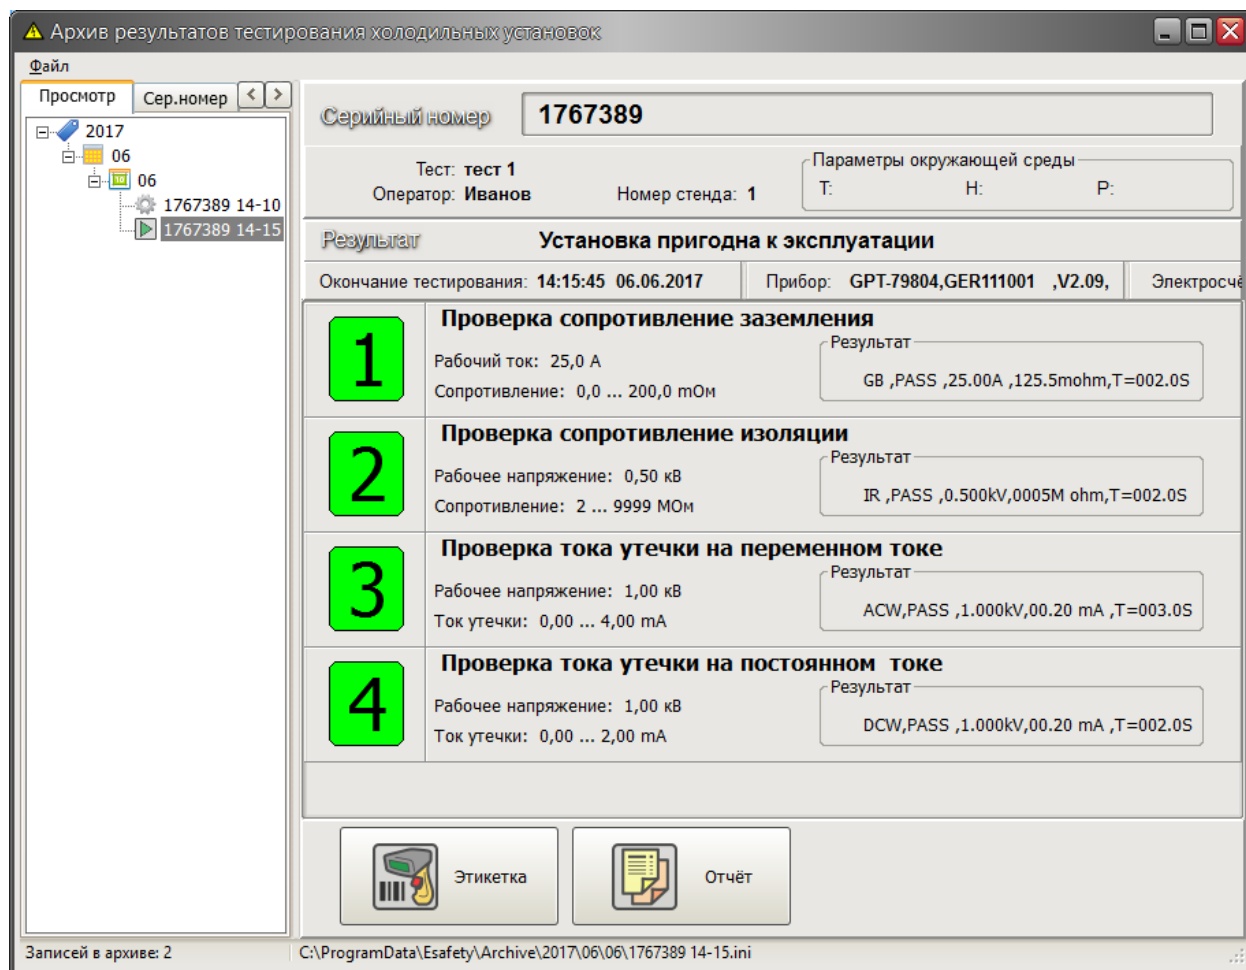 Архив результатов тестирования холодильных установок
Файл
Просмотр
Сер.номер
2017
06
06
1767389 14-10
1767389 14-15
Серийный номер
1767389
Тест: тест 1
Оператор: Иванов
Номер стенда: 1
Параметры окружающей среды
T: H: P:
Результат
Установка пригодна к эксплуатации
Окончание тестирования: 14:15:45 06.06.2017
Прибор: GPT-79804,GER111001 ,V2.09,
Электросчё
1
Проверка сопротивление заземления
Рабочий ток: 25,0 А
Сопротивление: 0,0 ... 200,0 mОм
Результат
GB ,PASS ,25.00A ,125.5mohm,T=002.0S
2
Проверка сопротивление изоляции
Рабочее напряжение: 0,50 кВ
Сопротивление: 2 ... 9999 МОм
Результат
IR ,PASS ,0.500kV,0005M ohm,T=002.0S
3
Проверка тока утечки на переменном токе
Рабочее напряжение: 1,00 кВ
Ток утечки: 0,00 ... 4,00 mA
Результат
ACW,PASS ,1.000kV,00.20 mA ,T=003.0S
4
Проверка тока утечки на постоянном токе
Рабочее напряжение: 1,00 кВ
Ток утечки: 0,00 ... 2,00 mA
Результат
DCW,PASS ,1.000kV,00.20 mA ,T=002.0S
Этикетка
Отчёт
Записей в архиве: 2
C:\ProgramData\Esafety\Archive\2017\06\06\1767389 14-15.ini